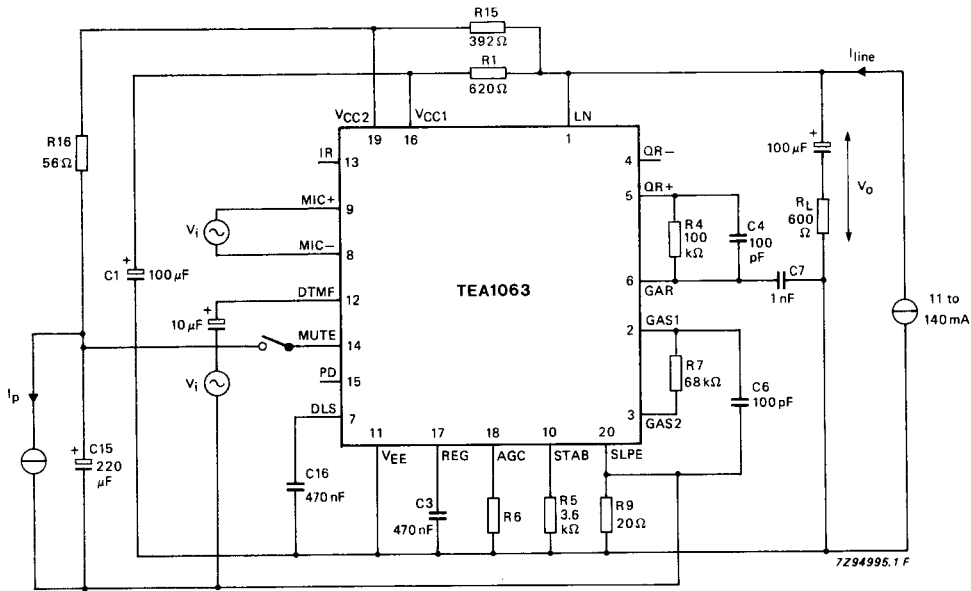 R15
392Ω
R1
620Ω
Iline
VCC2
VCC1
LN
19
16
1
R16
56Ω
IR
13
4
QR−
+
100μF
Vo
5
QR+
MIC+
9
R4
100
kΩ
C4
100
pF
RL
600
Ω
Vi
MIC−
8
C1
+
100μF
TEA1063
6
GAR
C7
1nF
11 to
140mA
DTMF
12
+
10μF
2
GAS1
MUTE
14
R7
68kΩ
Vi
PD
15
C6
100pF
Ip
DLS
7
3
GAS2
11
17
18
10
20
VEE
REG
AGC
STAB
SLPE
+
C15
220
μF
C16
470nF
C3
470nF
R6
R5
3.6
kΩ
R9
20Ω
7Z94995.1 F